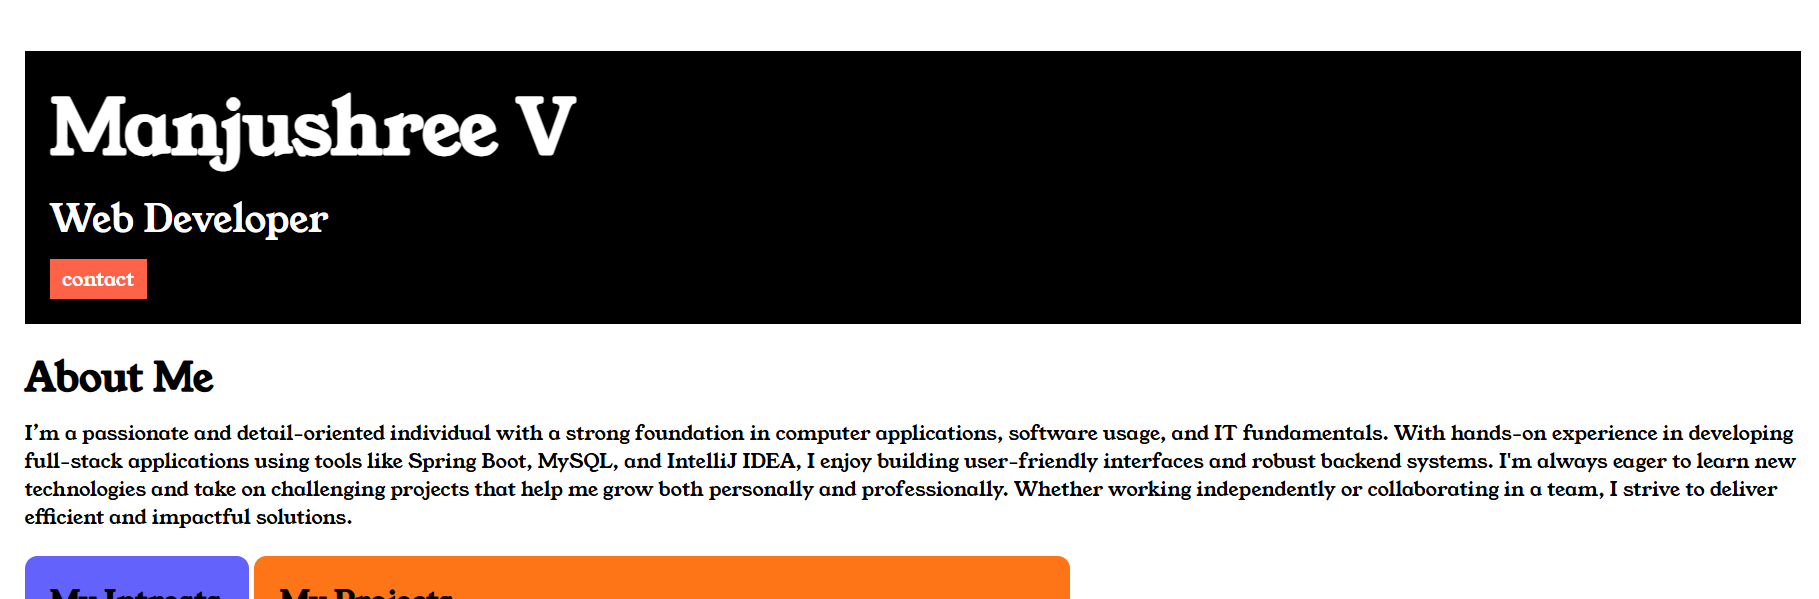 Manjushree V
Web Developer
contact
About Me
I’m a passionate and detail-oriented individual with a strong foundation in computer applications, software usage, and IT fundamentals. With hands-on experience in developing
full-stack applications using tools like Spring Boot, MySQL, and IntelliJ IDEA, I enjoy building user-friendly interfaces and robust backend systems. I'm always eager to learn new
technologies and take on challenging projects that help me grow both personally and professionally. Whether working independently or collaborating in a team, I strive to deliver
efficient and impactful solutions.
My Intrests My Projects